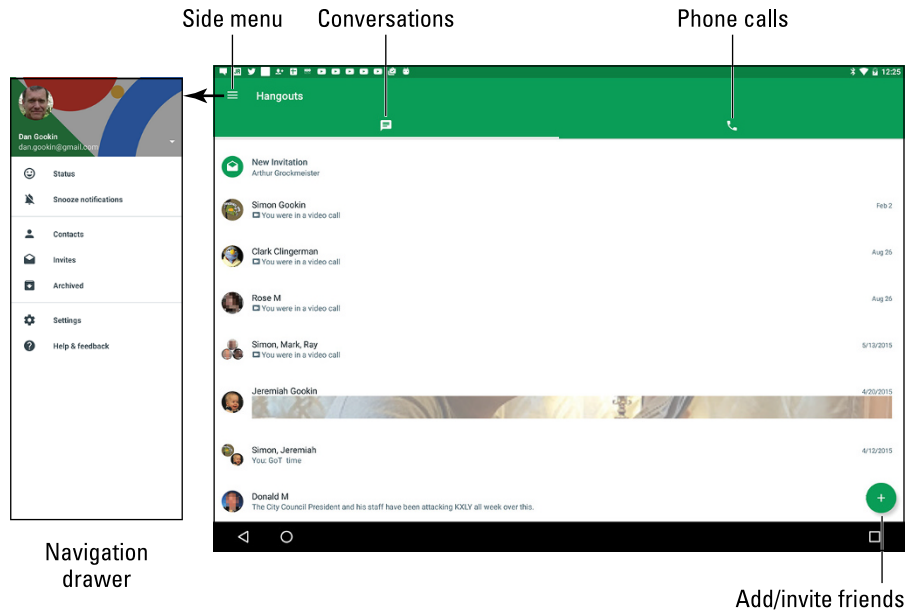 Side menu
Conversations
Phone calls
12:25
Hangouts
Dan Gookin
dan.gookin@gmail.com
Status
Snooze notifications
Contacts
Invites
Archived
Settings
Help & feedback
New Invitation
Arthur Grockmeister
Simon Gookin
You were in a video call
Feb 2
Clark Clingerman
You were in a video call
Aug 26
Rose M
You were in a video call
Aug 26
Simon, Mark, Ray
You were in a video call
5/13/2015
Jeremiah Gookin
4/20/2015
Simon, Jeremiah
You: GoT time
4/12/2015
Donald M
The City Council President and his staff have been attacking KXLY all week over this.
Navigation
drawer
Add/invite friends